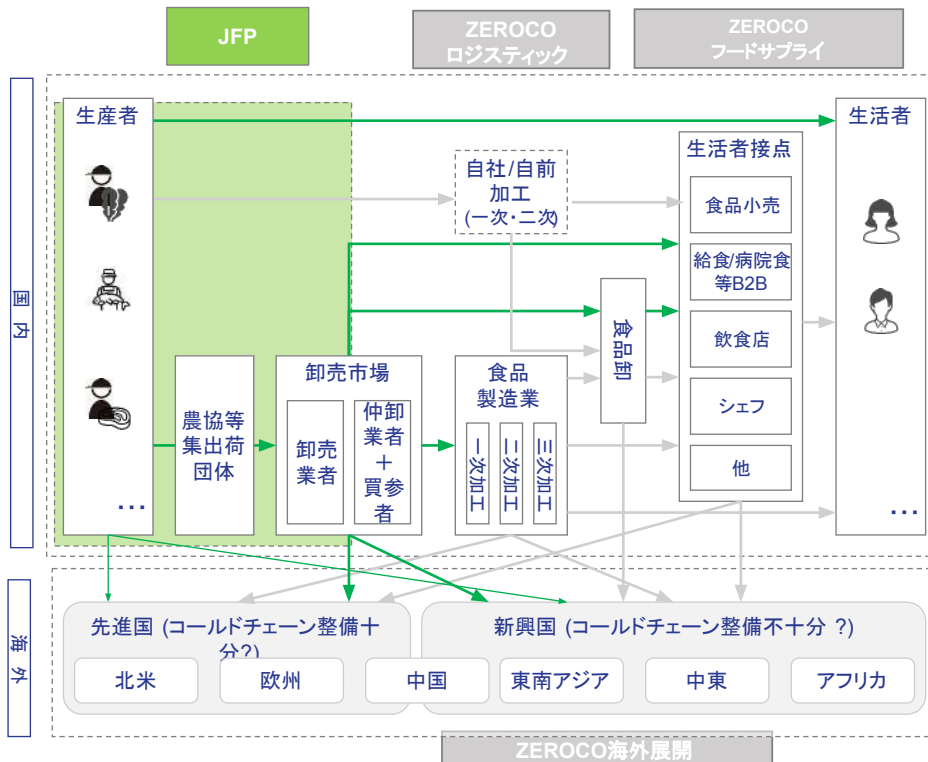 JFP
ZEROCO
ロジスティック
ZEROCO
フードサプライ
国内
生産者
…
農協等
集出荷
団体
卸売市場
卸売
業者
仲卸
業者
＋
買参
者
自社/自前
加工
(一次・二次)
食品
製造業
一次加工
二次加工
三次加工
食品卸
生活者接点
食品小売
給食/病院食
等B2B
飲食店
シェフ
他
生活者
…
海外
先進国 (コールドチェーン整備十
分?)
新興国 (コールドチェーン整備不十分 ?)
北米
欧州
中国
東南アジア
中東
アフリカ
ZEROCO海外展開